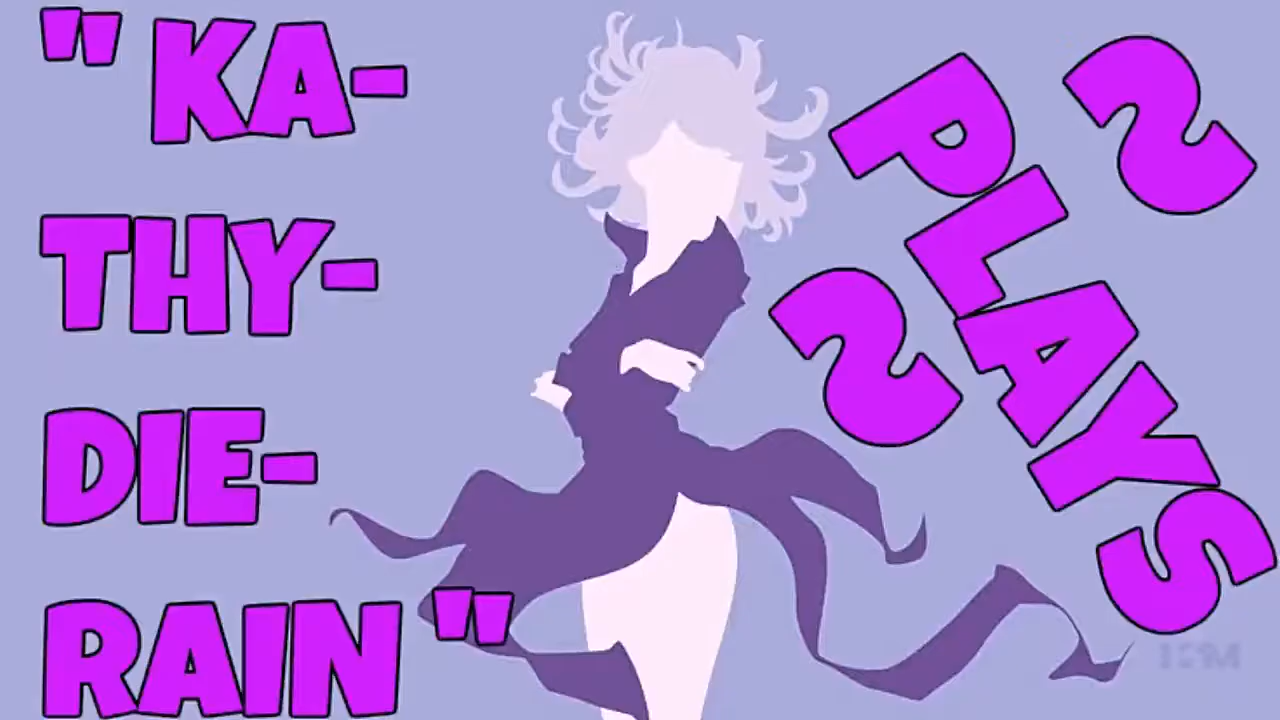 " KA-
THY-
DIE-
RAIN "
S
PLAYS
S